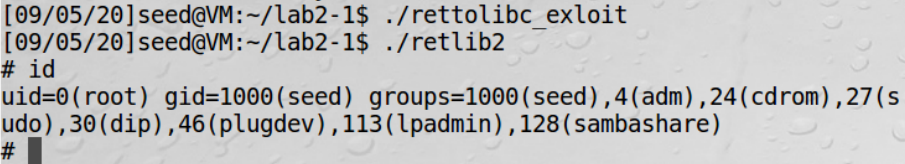 [09/05/20]seed@VM:~/lab2-1$ ./rettolibc_exloit
[09/05/20]seed@VM:~/lab2-1$ ./retlib2
# id
uid=0(root) gid=1000(seed) groups=1000(seed),4(adm),24(cdrom),27(s
udo),30(dip),46(plugdev),113(lpadmin),128(sambashare)
#